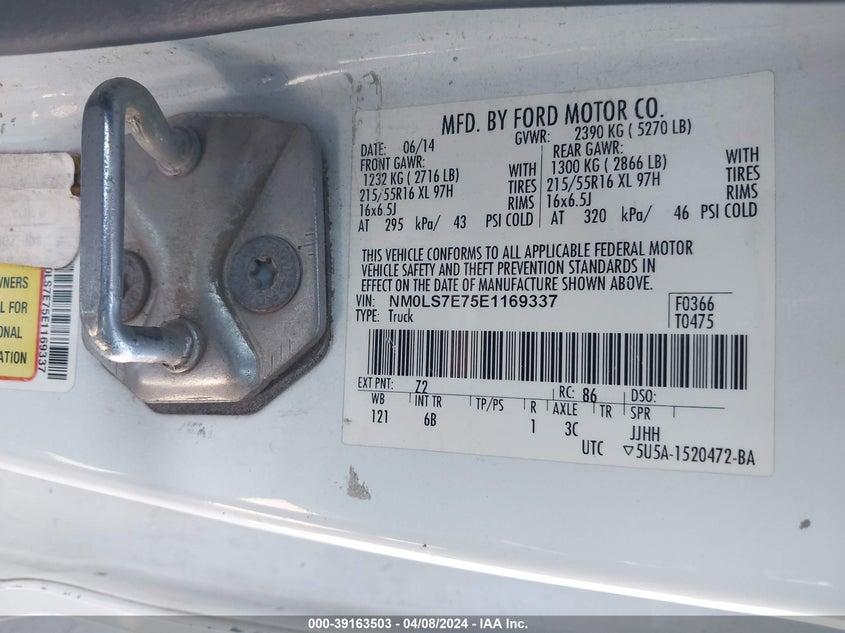 MFD. BY FORD MOTOR CO.
DATE: 06/14 GVWR: 2390 KG ( 5270 LB)
FRONT GAWR: REAR GAWR:
1232 KG ( 2716 LB) WITH 1300 KG ( 2866 LB) WITH
215/55R16 XL 97H TIRES 215/55R16 XL 97H TIRES
16x6.5J RIMS 16x6.5J RIMS
AT 295 kPa/ 43 PSI COLD AT 320 kPa/ 46 PSI COLD
THIS VEHICLE CONFORMS TO ALL APPLICABLE FEDERAL MOTOR
VEHICLE SAFETY AND THEFT PREVENTION STANDARDS IN
EFFECT ON THE DATE OF MANUFACTURE SHOWN ABOVE.
VIN: NM0LS7E75E1169337 F0366
TYPE: Truck T0475
EXT PNT: Z2 RC: 86 DSO:
WB INT TR TP/PS R AXLE TR SPR
121 6B 1 3C JJHH
UTC ▽5U5A-1520472-BA
WNERS
L FOR
ONAL
ATION
0LS7E75E1169337
000-39163503 - 04/08/2024 - IAA Inc.